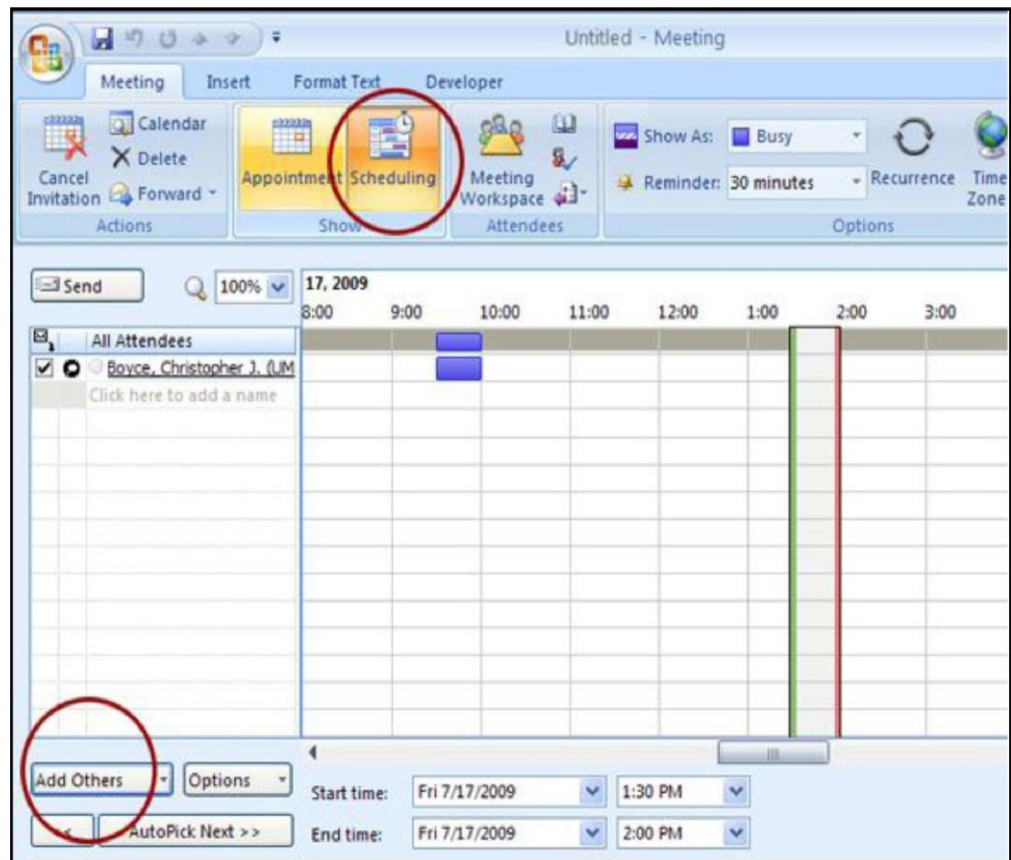 Untitled - Meeting
Meeting Insert Format Text Developer
Calendar
Delete
Forward
Cancel Invitation
Actions
Appointment Scheduling
Show
Meeting Workspace
Attendees
Show As: Busy
Reminder: 30 minutes
Recurrence
Time Zone
Options
Send 100% 17, 2009
8:00 9:00 10:00 11:00 12:00 1:00 2:00 3:00
All Attendees
Boyce, Christopher J. (UM
Click here to add a name
Add Others Options
Start time: Fri 7/17/2009 1:30 PM
<< AutoPick Next >>
End time: Fri 7/17/2009 2:00 PM